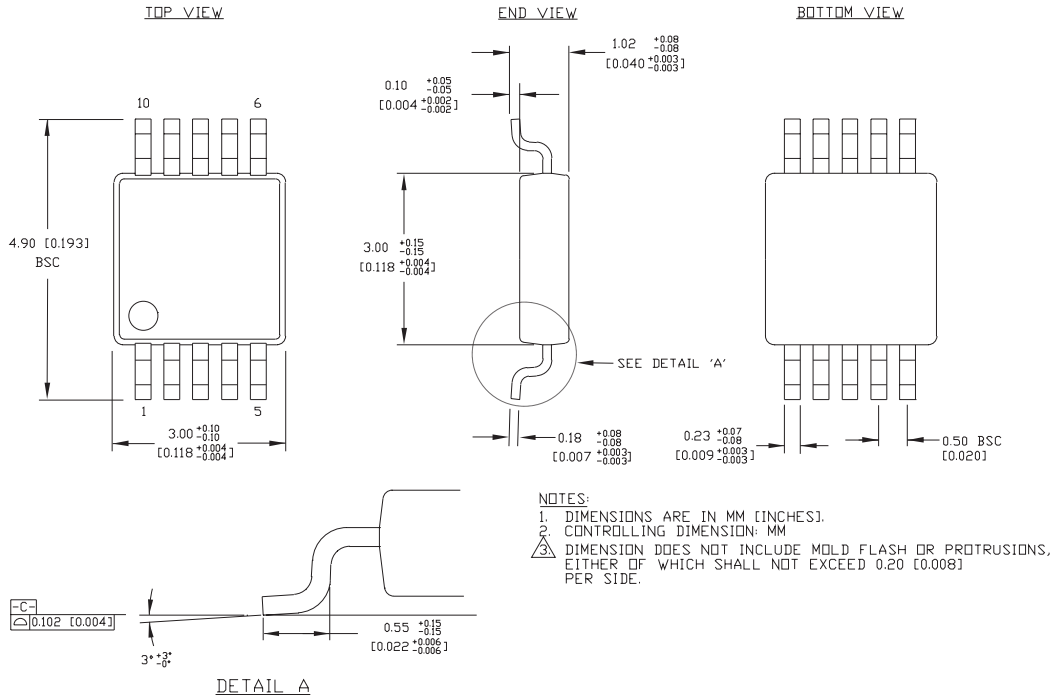 TOP VIEW
END VIEW
BOTTOM VIEW
1.02 +0.08 -0.08
[0.040 +0.003 -0.003]
0.10 +0.05 -0.05
[0.004 +0.002 -0.002]
10
6
4.90 [0.193]
BSC
3.00 +0.15 -0.15
[0.118 +0.004 -0.004]
SEE DETAIL 'A'
1
5
3.00 +0.10 -0.10
[0.118 +0.004 -0.004]
0.18 +0.08 -0.08
[0.007 +0.003 -0.003]
0.23 +0.07 -0.08
[0.009 +0.003 -0.003]
0.50 BSC
[0.020]
NOTES:
1. DIMENSIONS ARE IN MM [INCHES].
2. CONTROLLING DIMENSION: MM
3. DIMENSION DOES NOT INCLUDE MOLD FLASH OR PROTRUSIONS,
EITHER OF WHICH SHALL NOT EXCEED 0.20 [0.008]
PER SIDE.
-C-
⌓ 0.102 [0.004]
3° +3° -0°
0.55 +0.15 -0.15
[0.022 +0.006 -0.006]
DETAIL A